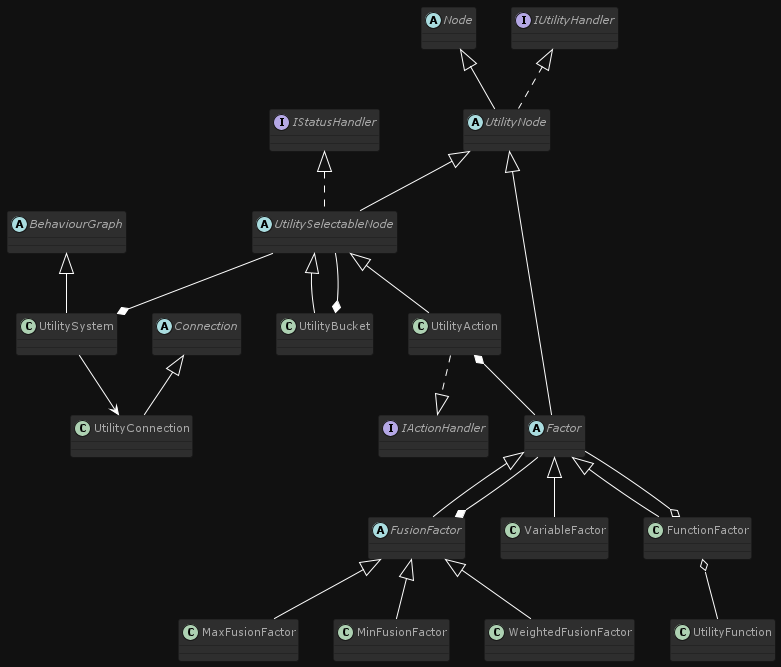 A Node
I IUtilityHandler
I IStatusHandler
A UtilityNode
A BehaviourGraph
A UtilitySelectableNode
C UtilitySystem
A Connection
C UtilityBucket
C UtilityAction
C UtilityConnection
I IActionHandler
A Factor
A FusionFactor
C VariableFactor
C FunctionFactor
C MaxFusionFactor
C MinFusionFactor
C WeightedFusionFactor
C UtilityFunction